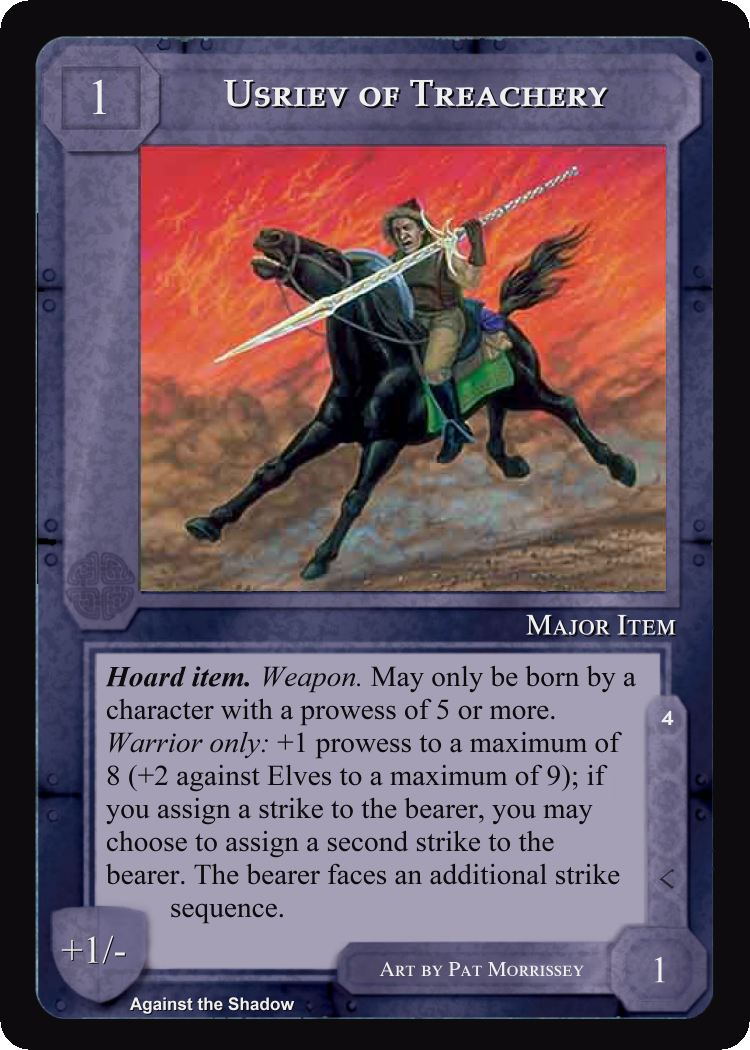 1
Usriev of Treachery
Major Item
Hoard item. Weapon. May only be born by a
character with a prowess of 5 or more.
Warrior only: +1 prowess to a maximum of
8 (+2 against Elves to a maximum of 9); if
you assign a strike to the bearer, you may
choose to assign a second strike to the
bearer. The bearer faces an additional strike
sequence.
4
<
+1/-
Art by Pat Morrissey
1
Against the Shadow